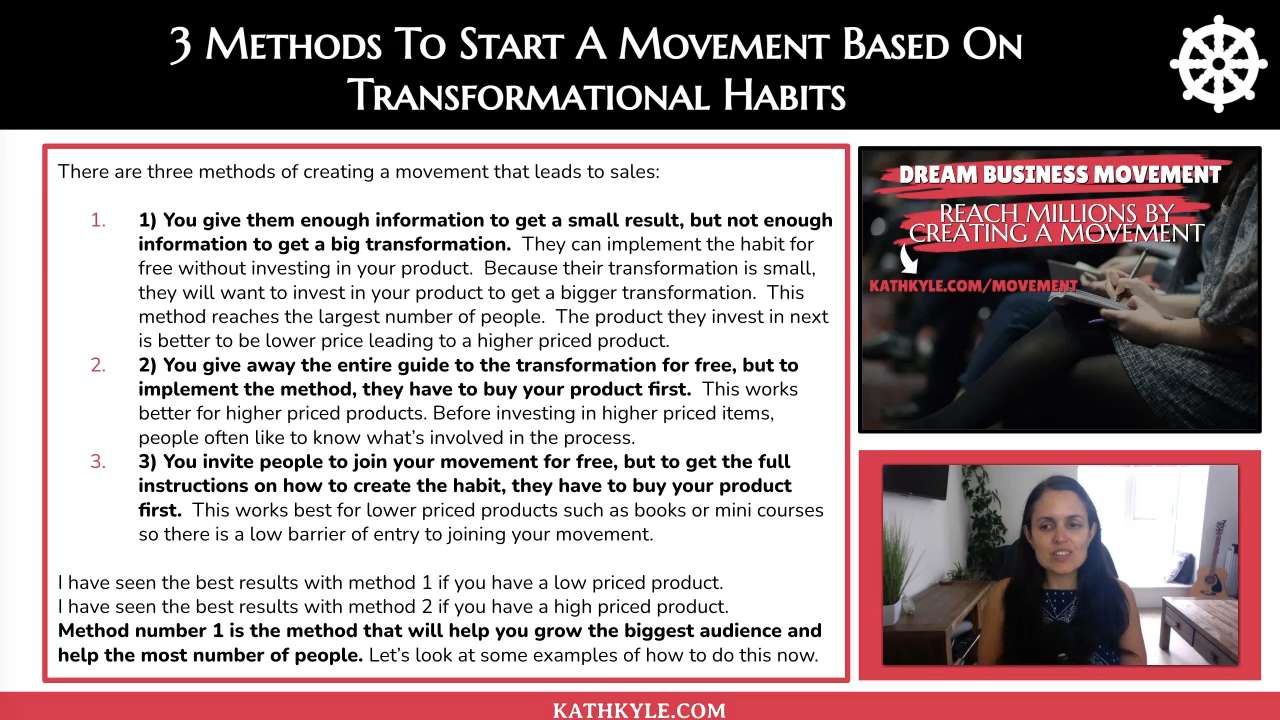 3 Methods To Start A Movement Based On
Transformational Habits
There are three methods of creating a movement that leads to sales:
1. 1) You give them enough information to get a small result, but not enough
information to get a big transformation. They can implement the habit for
free without investing in your product. Because their transformation is small,
they will want to invest in your product to get a bigger transformation. This
method reaches the largest number of people. The product they invest in next
is better to be lower price leading to a higher priced product.
2. 2) You give away the entire guide to the transformation for free, but to
implement the method, they have to buy your product first. This works
better for higher priced products. Before investing in higher priced items,
people often like to know what's involved in the process.
3. 3) You invite people to join your movement for free, but to get the full
instructions on how to create the habit, they have to buy your product
first. This works best for lower priced products such as books or mini courses
so there is a low barrier of entry to joining your movement.
I have seen the best results with method 1 if you have a low priced product.
I have seen the best results with method 2 if you have a high priced product.
Method number 1 is the method that will help you grow the biggest audience and
help the most number of people. Let's look at some examples of how to do this now.
DREAM BUSINESS MOVEMENT
REACH MILLIONS BY
CREATING A MOVEMENT
KATHKYLE.COM/MOVEMENT
KATHKYLE.COM